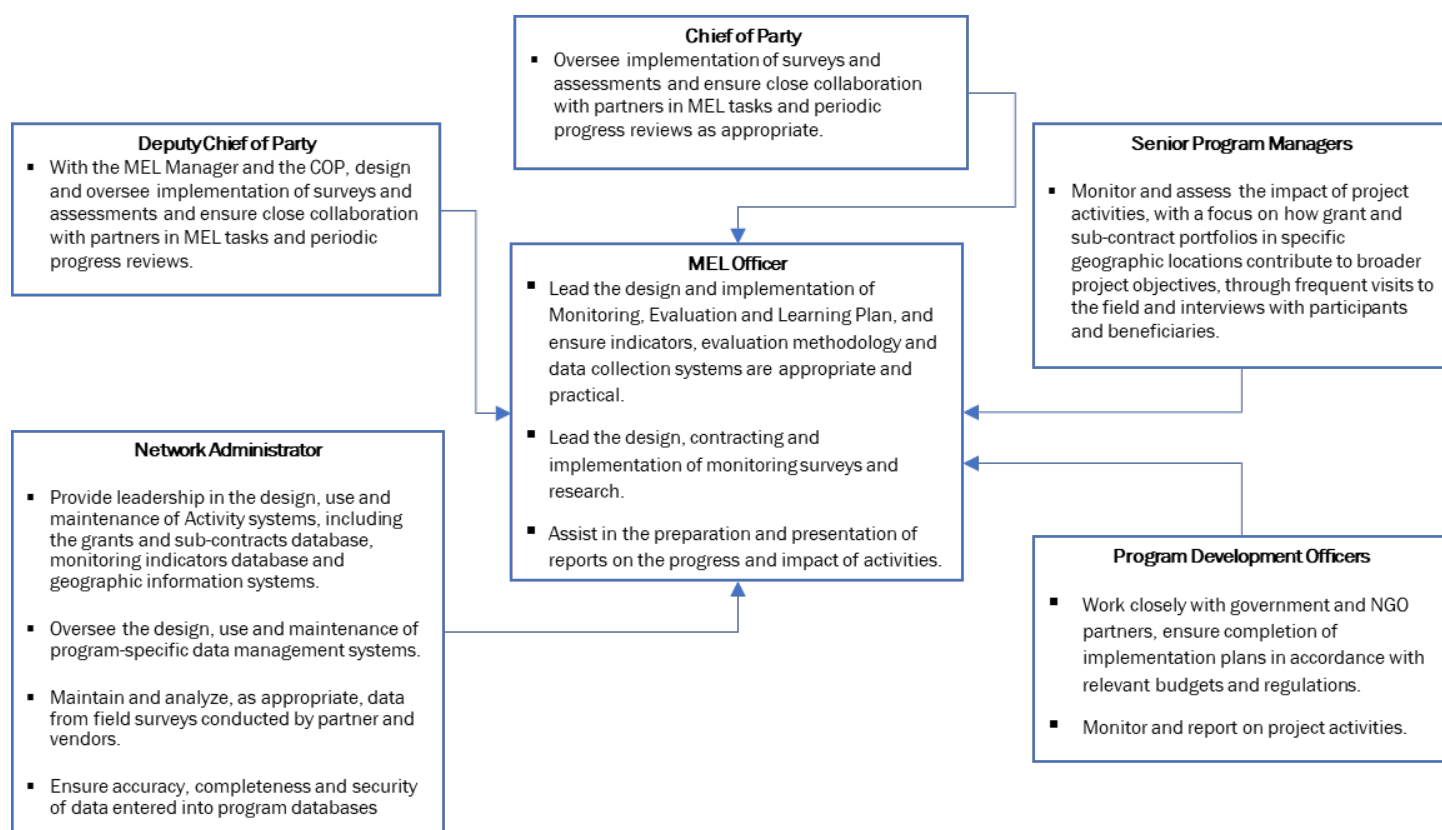 Chief of Party
▪ Oversee implementation of surveys and
assessments and ensure close collaboration
with partners in MEL tasks and periodic
progress reviews as appropriate.
Deputy Chief of Party
▪ With the MEL Manager and the COP, design
and oversee implementation of surveys and
assessments and ensure close collaboration
with partners in MEL tasks and periodic
progress reviews.
Senior Program Managers
▪ Monitor and assess the impact of project
activities, with a focus on how grant and
sub-contract portfolios in specific
geographic locations contribute to broader
project objectives, through frequent visits to
the field and interviews with participants
and beneficiaries.
MEL Officer
▪ Lead the design and implementation of
Monitoring, Evaluation and Learning Plan, and
ensure indicators, evaluation methodology and
data collection systems are appropriate and
practical.
▪ Lead the design, contracting and
implementation of monitoring surveys and
research.
▪ Assist in the preparation and presentation of
reports on the progress and impact of activities.
Network Administrator
▪ Provide leadership in the design, use and
maintenance of Activity systems, including
the grants and sub-contracts database,
monitoring indicators database and
geographic information systems.
▪ Oversee the design, use and maintenance of
program-specific data management systems.
▪ Maintain and analyze, as appropriate, data
from field surveys conducted by partner and
vendors.
▪ Ensure accuracy, completeness and security
of data entered into program databases
Program Development Officers
▪ Work closely with government and NGO
partners, ensure completion of
implementation plans in accordance with
relevant budgets and regulations.
▪ Monitor and report on project activities.